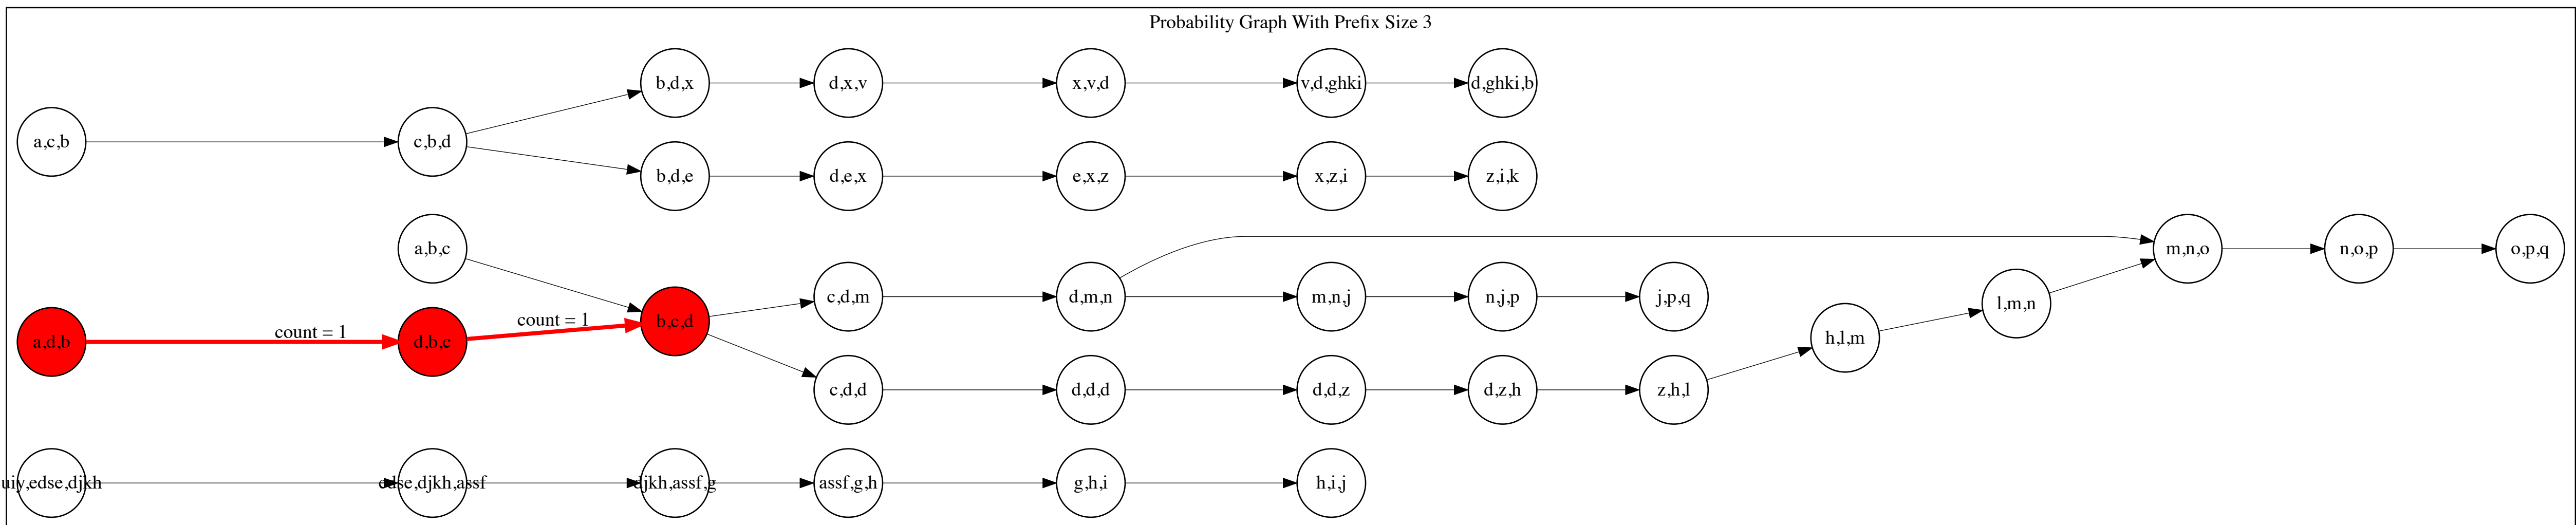 Probability Graph With Prefix Size 3
b,d,x
d,x,v
x,v,d
v,d,ghki
d,ghki,b
a,c,b
c,b,d
b,d,e
d,e,x
e,x,z
x,z,i
z,i,k
a,b,c
m,n,o
n,o,p
o,p,q
c,d,m
d,m,n
m,n,j
n,j,p
j,p,q
l,m,n
a,d,b
count = 1
d,b,c
count = 1
b,c,d
h,l,m
c,d,d
d,d,d
d,d,z
d,z,h
z,h,l
uiy,edse,djkh
edse,djkh,assf
djkh,assf,g
assf,g,h
g,h,i
h,i,j